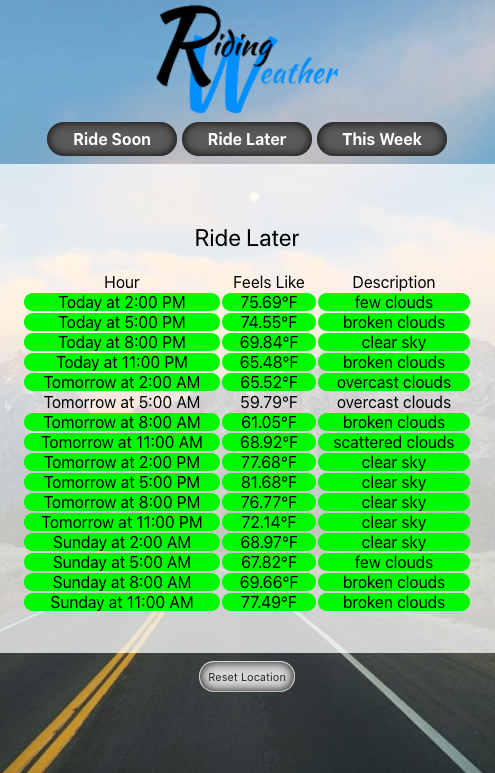 Riding
Weather
Ride Soon Ride Later This Week
Ride Later
Hour Feels Like Description
Today at 2:00 PM 75.69°F few clouds
Today at 5:00 PM 74.55°F broken clouds
Today at 8:00 PM 69.84°F clear sky
Today at 11:00 PM 65.48°F broken clouds
Tomorrow at 2:00 AM 65.52°F overcast clouds
Tomorrow at 5:00 AM 59.79°F overcast clouds
Tomorrow at 8:00 AM 61.05°F broken clouds
Tomorrow at 11:00 AM 68.92°F scattered clouds
Tomorrow at 2:00 PM 77.68°F clear sky
Tomorrow at 5:00 PM 81.68°F clear sky
Tomorrow at 8:00 PM 76.77°F clear sky
Tomorrow at 11:00 PM 72.14°F clear sky
Sunday at 2:00 AM 68.97°F clear sky
Sunday at 5:00 AM 67.82°F few clouds
Sunday at 8:00 AM 69.66°F broken clouds
Sunday at 11:00 AM 77.49°F broken clouds
Reset Location